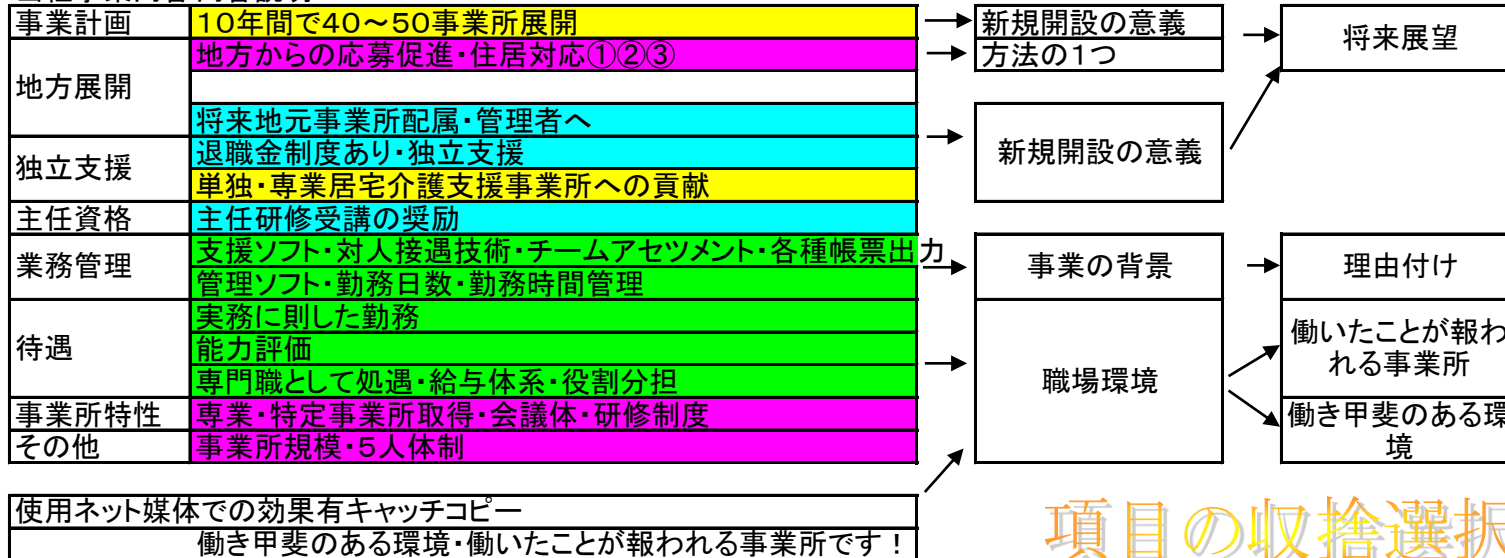 事業計画 10年間で40～50事業所展開 新規開設の意義 将来展望
地方展開 地方からの応募促進・住居対応①②③ 方法の1つ
将来地元事業所配属・管理者へ 新規開設の意義
独立支援 退職金制度あり・独立支援
単独・専業居宅介護支援事業所への貢献
主任資格 主任研修受講の奨励
業務管理 支援ソフト・対人接遇技術・チームアセツメント・各種帳票出力 事業の背景 理由付け
管理ソフト・勤務日数・勤務時間管理
待遇 実務に則した勤務 職場環境 働いたことが報わ
能力評価 れる事業所
専門職として処遇・給与体系・役割分担
事業所特性 専業・特定事業所取得・会議体・研修制度 働き甲斐のある環
その他 事業所規模・5人体制 境
使用ネット媒体での効果有キャッチコピー
働き甲斐のある環境・働いたことが報われる事業所です！
項目の収捨選択